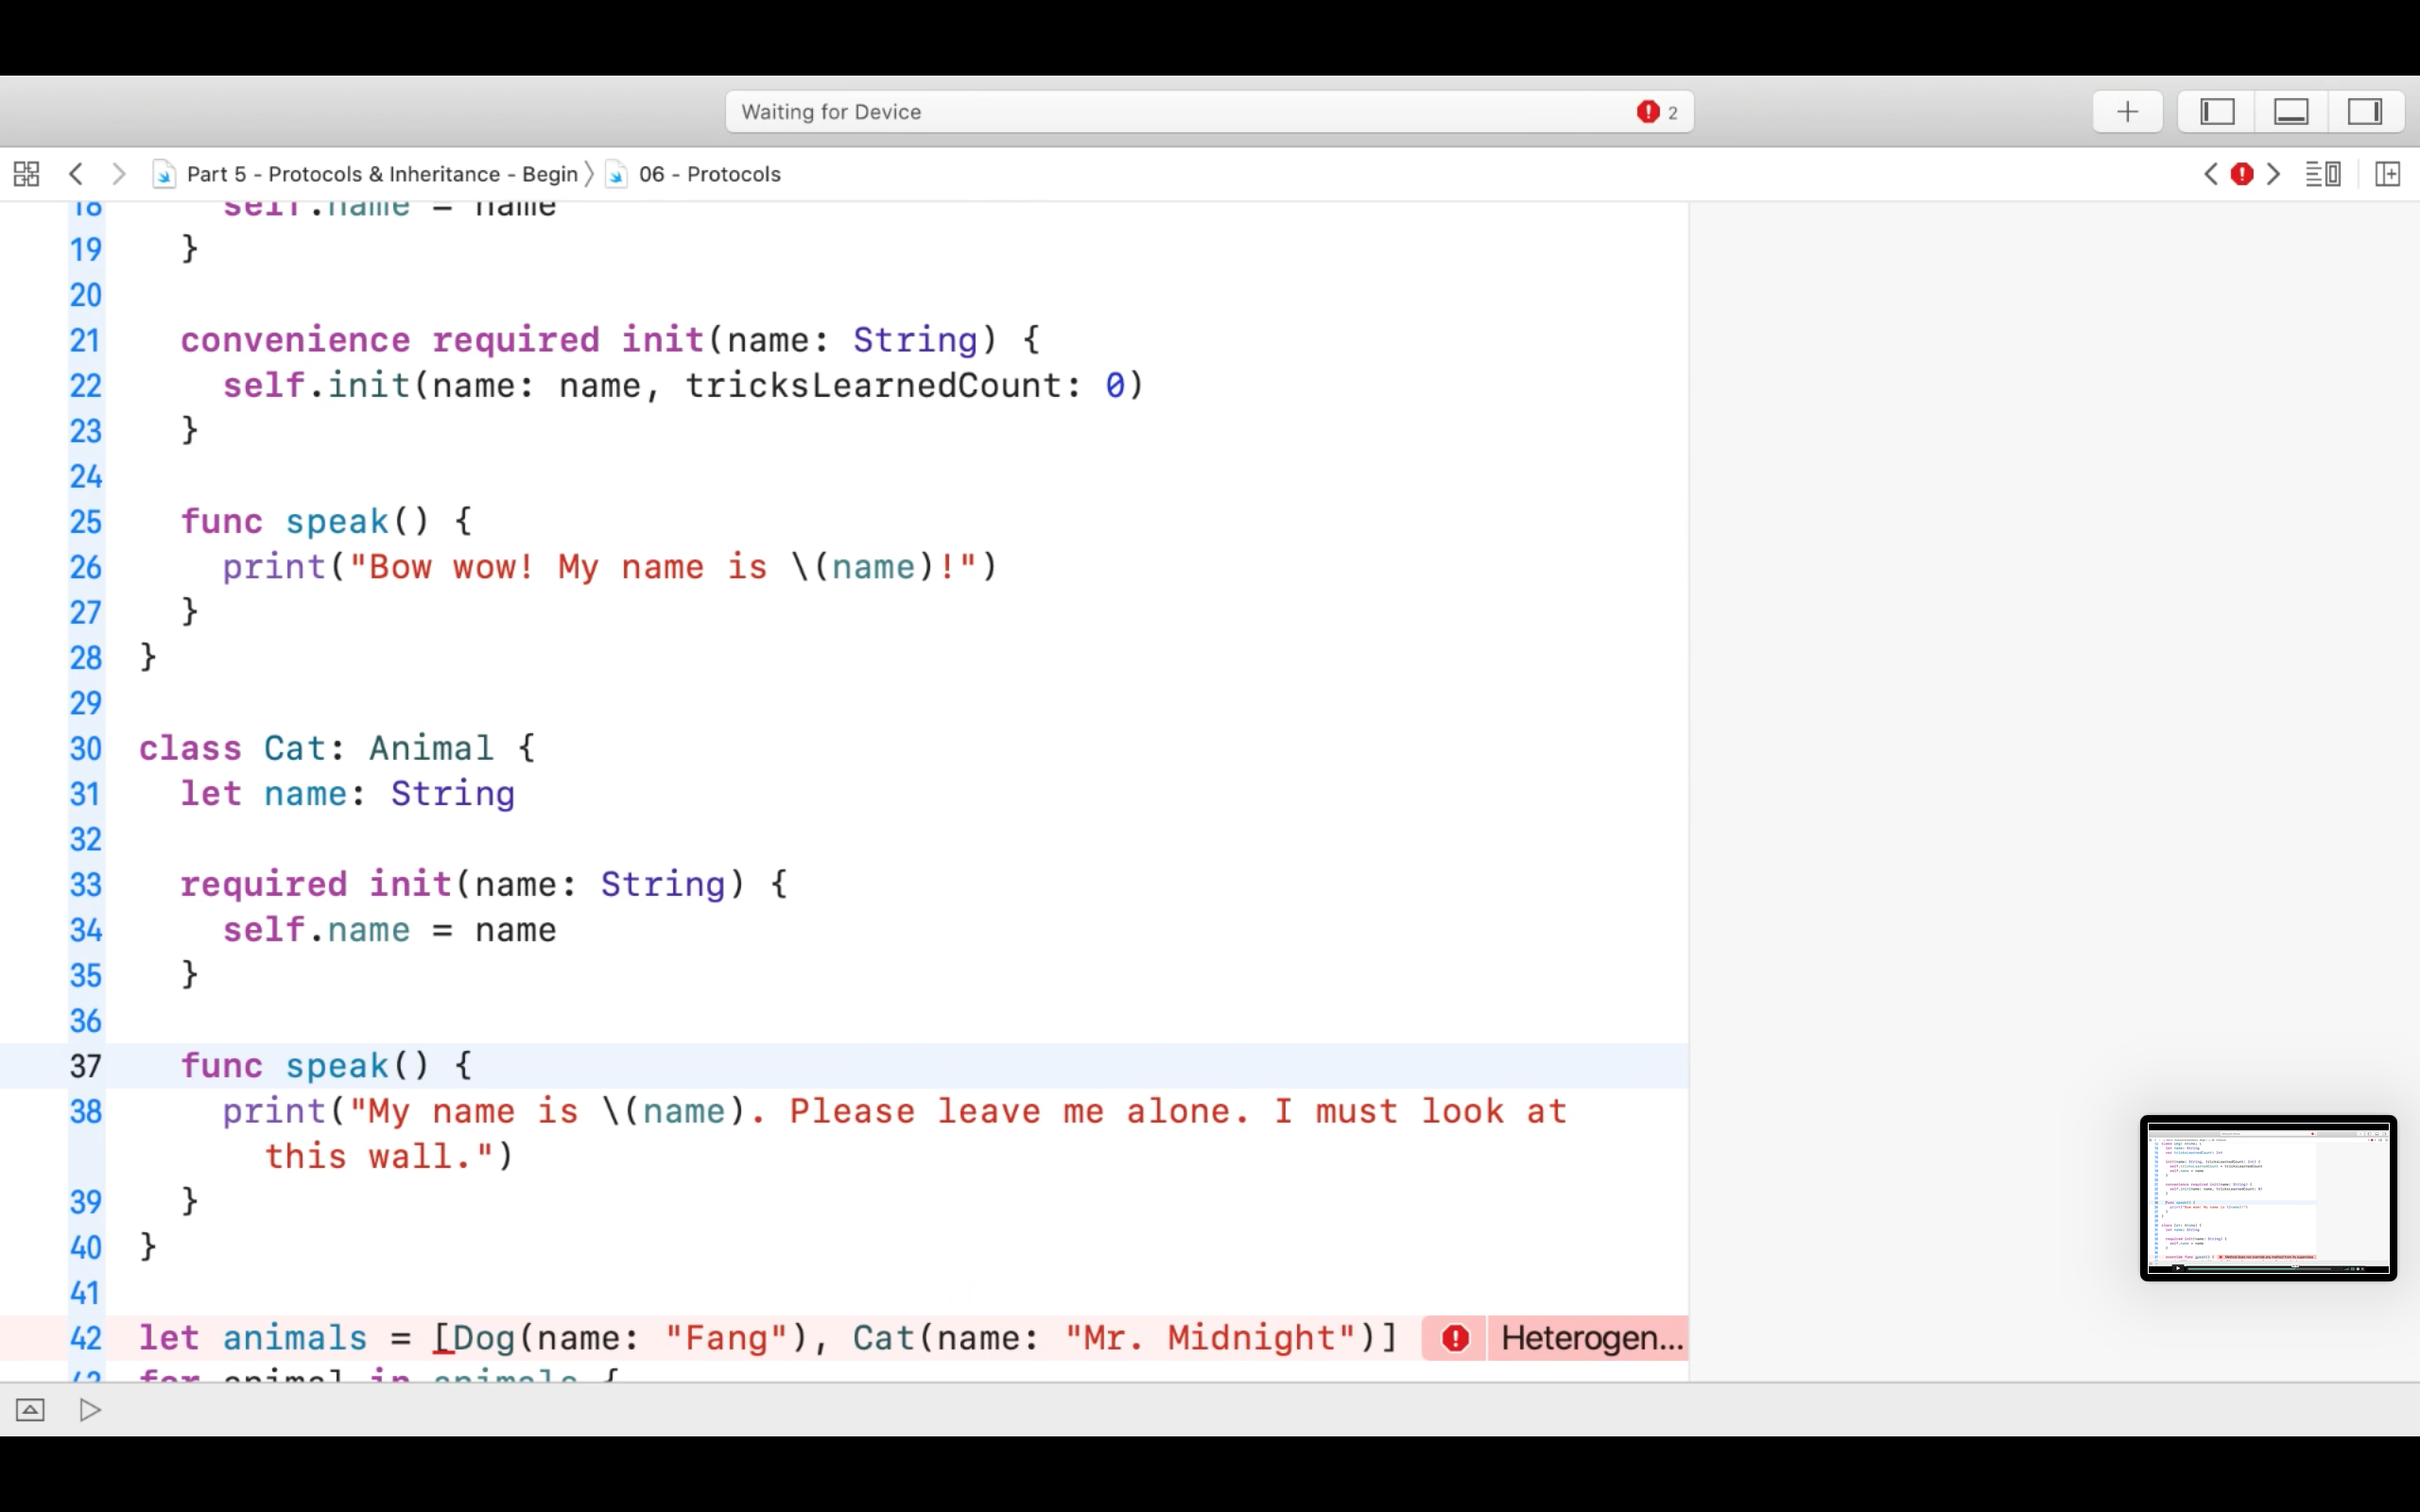 Waiting for Device 2
Part 5 - Protocols & Inheritance - Begin 〉 06 - Protocols
18 self.name = name
19 }
20
21 convenience required init(name: String) {
22 self.init(name: name, tricksLearnedCount: 0)
23 }
24
25 func speak() {
26 print("Bow wow! My name is \(name)!")
27 }
28 }
29
30 class Cat: Animal {
31 let name: String
32
33 required init(name: String) {
34 self.name = name
35 }
36
37 func speak() {
38 print("My name is \(name). Please leave me alone. I must look at
this wall.")
39 }
40 }
41
42 let animals = [Dog(name: "Fang"), Cat(name: "Mr. Midnight")] Heterogen...
43 for animal in animals {